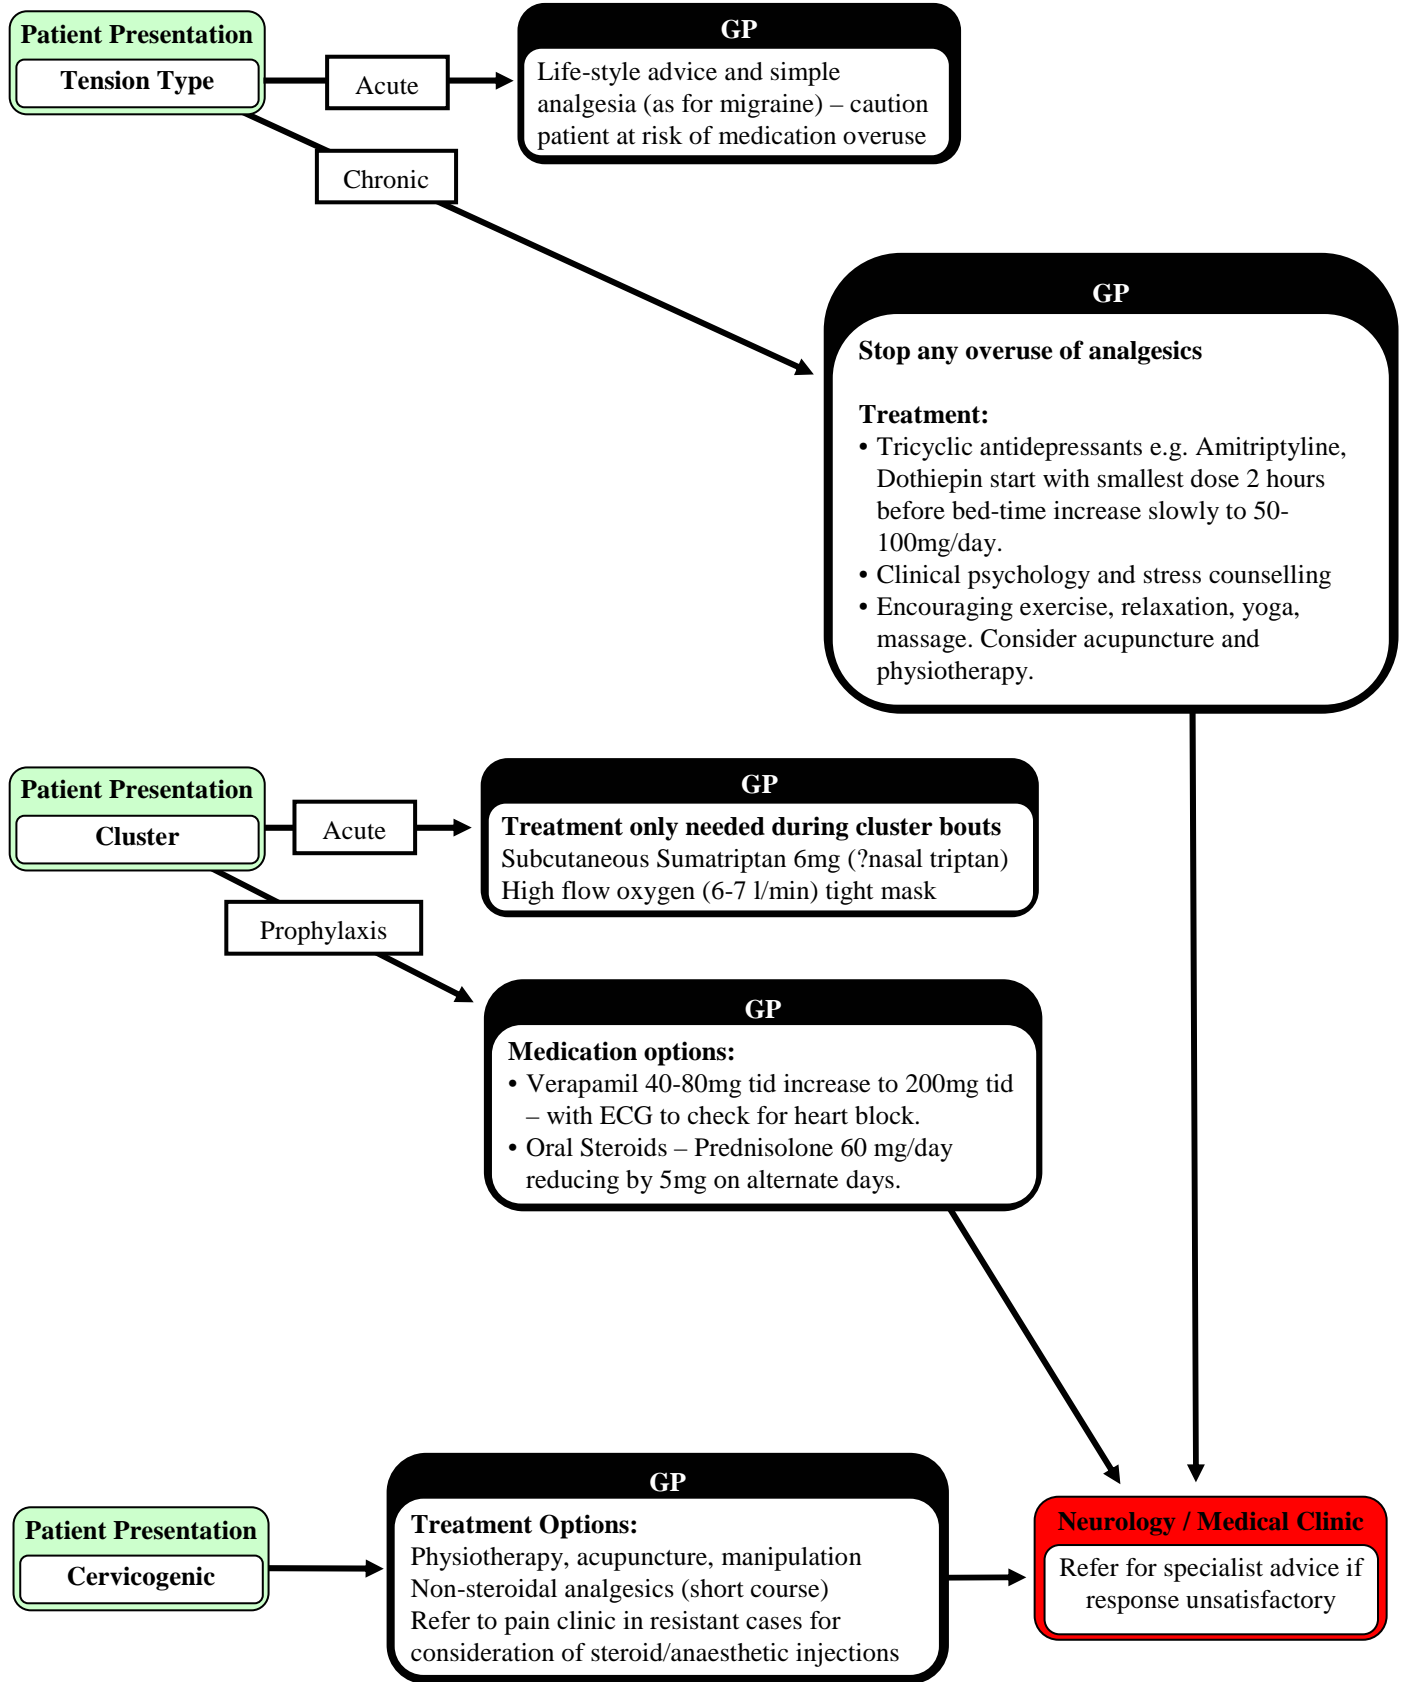 Patient Presentation
Tension Type
Acute
GP
Life-style advice and simple
analgesia (as for migraine) – caution
patient at risk of medication overuse
Chronic
GP
Stop any overuse of analgesics
Treatment:
• Tricyclic antidepressants e.g. Amitriptyline,
Dothiepin start with smallest dose 2 hours
before bed-time increase slowly to 50-
100mg/day.
• Clinical psychology and stress counselling
• Encouraging exercise, relaxation, yoga,
massage. Consider acupuncture and
physiotherapy.
Patient Presentation
Cluster
Acute
GP
Treatment only needed during cluster bouts
Subcutaneous Sumatriptan 6mg (?nasal triptan)
High flow oxygen (6-7 l/min) tight mask
Prophylaxis
GP
Medication options:
• Verapamil 40-80mg tid increase to 200mg tid
– with ECG to check for heart block.
• Oral Steroids – Prednisolone 60 mg/day
reducing by 5mg on alternate days.
Patient Presentation
Cervicogenic
GP
Treatment Options:
Physiotherapy, acupuncture, manipulation
Non-steroidal analgesics (short course)
Refer to pain clinic in resistant cases for
consideration of steroid/anaesthetic injections
Neurology / Medical Clinic
Refer for specialist advice if
response unsatisfactory